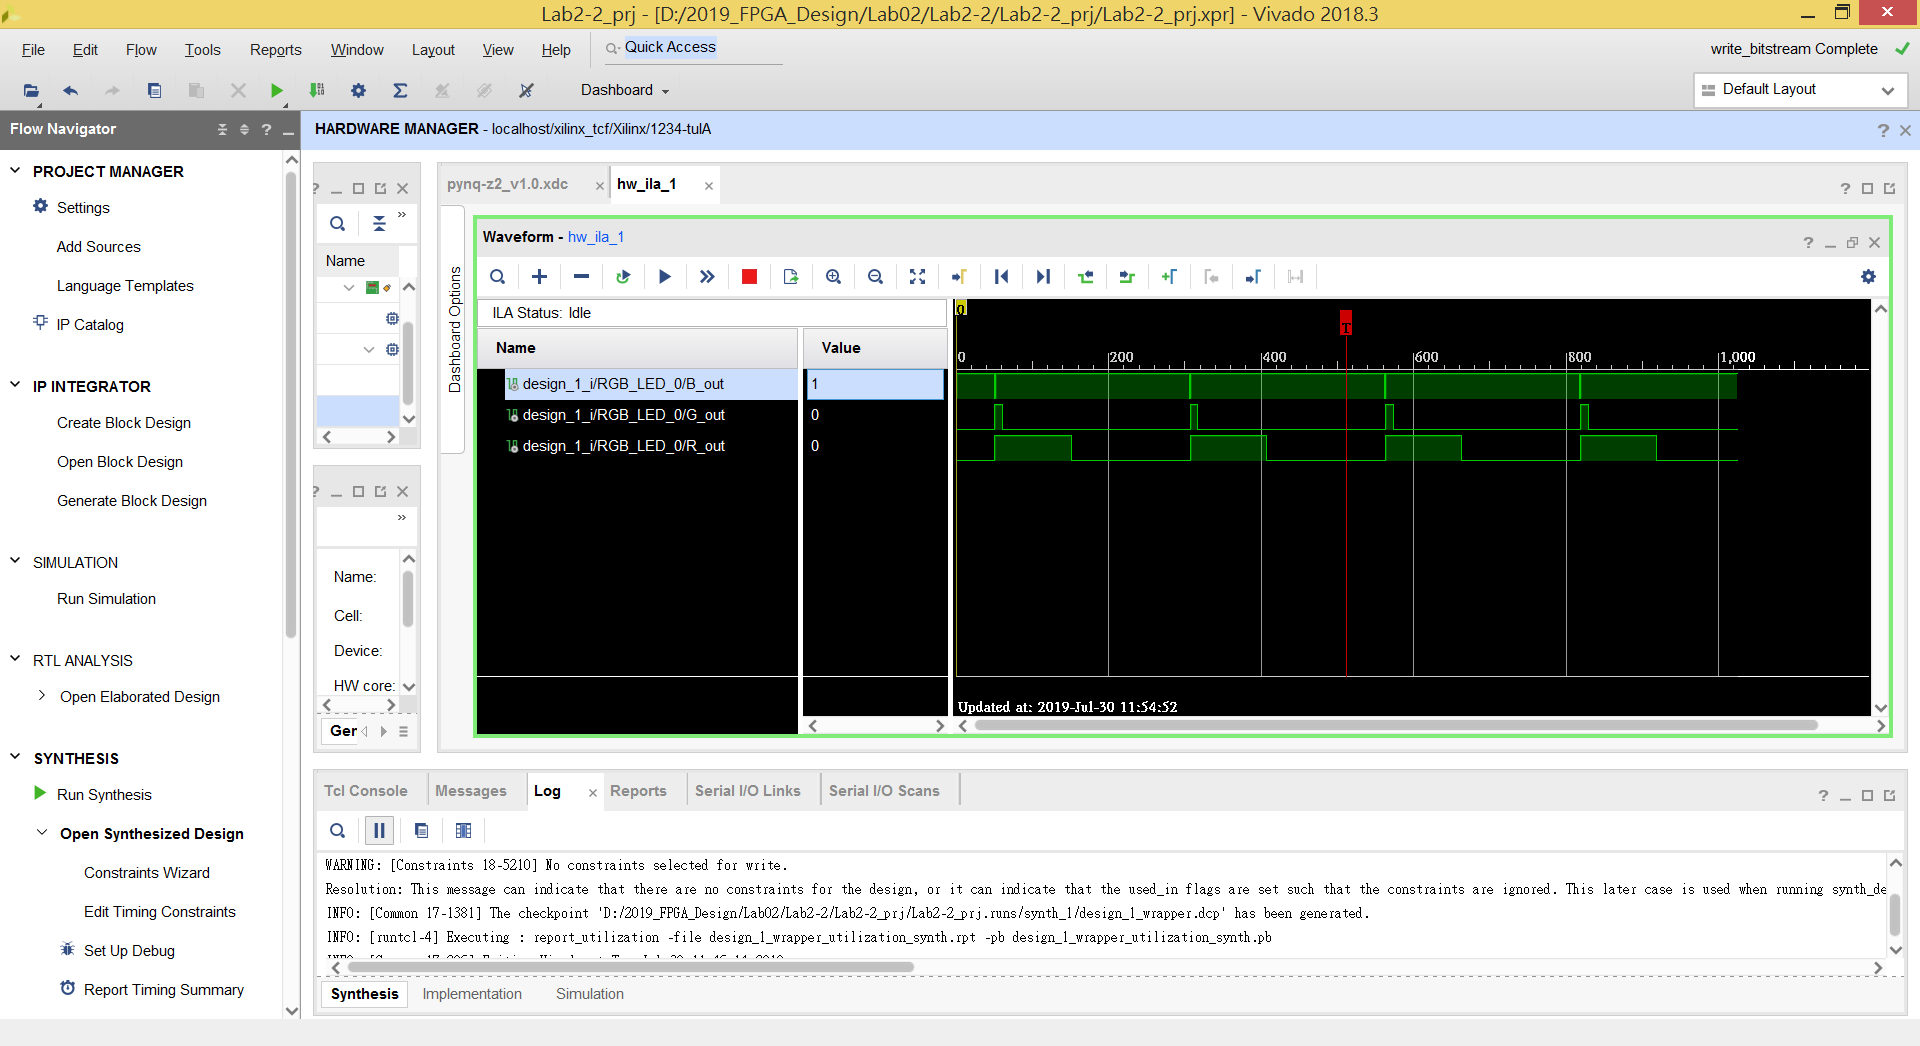 Lab2-2_prj - [D:/2019_FPGA_Design/Lab02/Lab2-2/Lab2-2_prj/Lab2-2_prj.xpr] - Vivado 2018.3
File Edit Flow Tools Reports Window Layout View Help Quick Access
write_bitstream Complete
Dashboard
Default Layout
Flow Navigator
HARDWARE MANAGER - localhost/xilinx_tcf/Xilinx/1234-tulA
PROJECT MANAGER
Settings
Add Sources
Language Templates
IP Catalog
IP INTEGRATOR
Create Block Design
Open Block Design
Generate Block Design
SIMULATION
Run Simulation
RTL ANALYSIS
Open Elaborated Design
SYNTHESIS
Run Synthesis
Open Synthesized Design
Constraints Wizard
Edit Timing Constraints
Set Up Debug
Report Timing Summary
Name
Name:
Cell:
Device:
HW core:
Ger
pynq-z2_v1.0.xdc
hw_ila_1
Dashboard Options
Waveform - hw_ila_1
ILA Status: Idle
Name Value
design_1_i/RGB_LED_0/B_out 1
design_1_i/RGB_LED_0/G_out 0
design_1_i/RGB_LED_0/R_out 0
0
T
0 200 400 600 800 1,000
Updated at: 2019-Jul-30 11:54:52
Tcl Console Messages Log Reports Serial I/O Links Serial I/O Scans
WARNING: [Constraints 18-5210] No constraints selected for write.
Resolution: This message can indicate that there are no constraints for the design, or it can indicate that the used_in flags are set such that the constraints are ignored. This later case is used when running synth_de
INFO: [Common 17-1381] The checkpoint 'D:/2019_FPGA_Design/Lab02/Lab2-2/Lab2-2_prj/Lab2-2_prj.runs/synth_1/design_1_wrapper.dcp' has been generated.
INFO: [runtcl-4] Executing : report_utilization -file design_1_wrapper_utilization_synth.rpt -pb design_1_wrapper_utilization_synth.pb
Synthesis Implementation Simulation